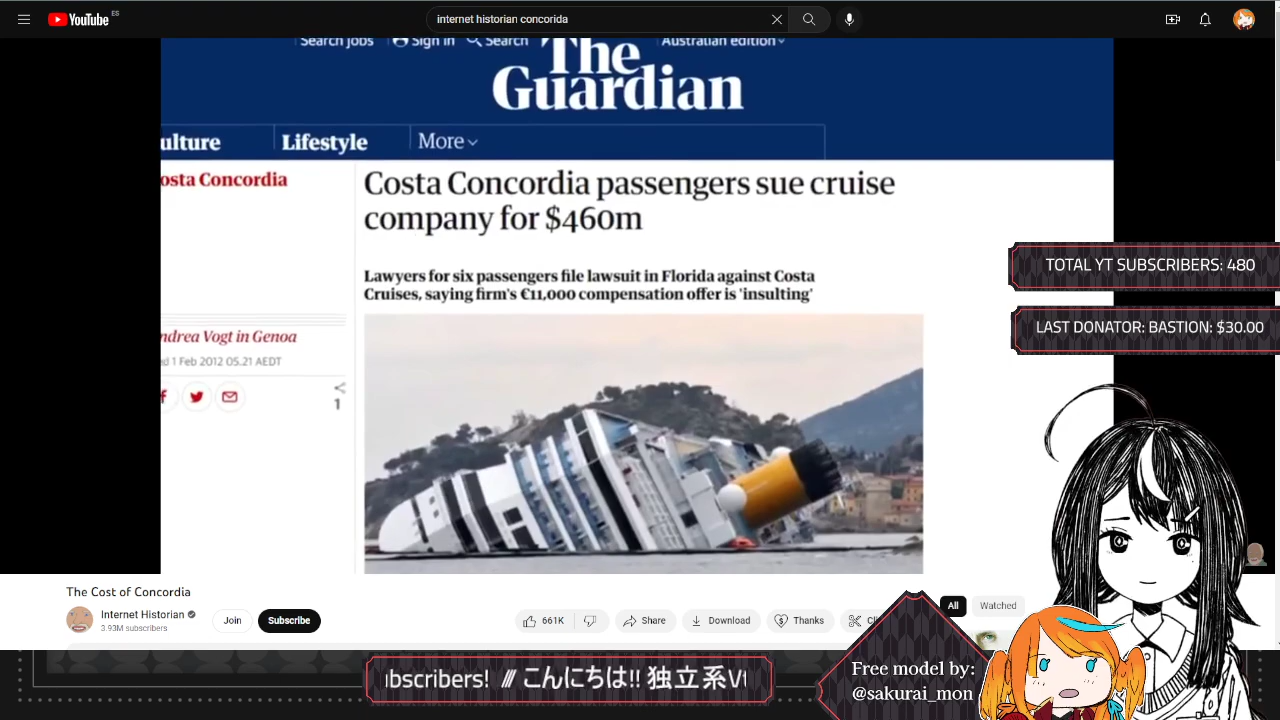 YouTube ES
internet historian concorida
Search jobs Sign in Search Australian edition
The
Guardian
ulture Lifestyle More
osta Concordia
Costa Concordia passengers sue cruise
company for $460m
Lawyers for six passengers file lawsuit in Florida against Costa
Cruises, saying firm's €11,000 compensation offer is 'insulting'
ndrea Vogt in Genoa
d 1 Feb 2012 05.21 AEDT
1
TOTAL YT SUBSCRIBERS: 480
LAST DONATOR: BASTION: $30.00
The Cost of Concordia
Internet Historian
3.93M subscribers
Join
Subscribe
661K
Share
Download
Thanks
Cl
All
Watched
ubscribers! /// こんにちは!! 独立系Vt
Free model by:
@sakurai_mon